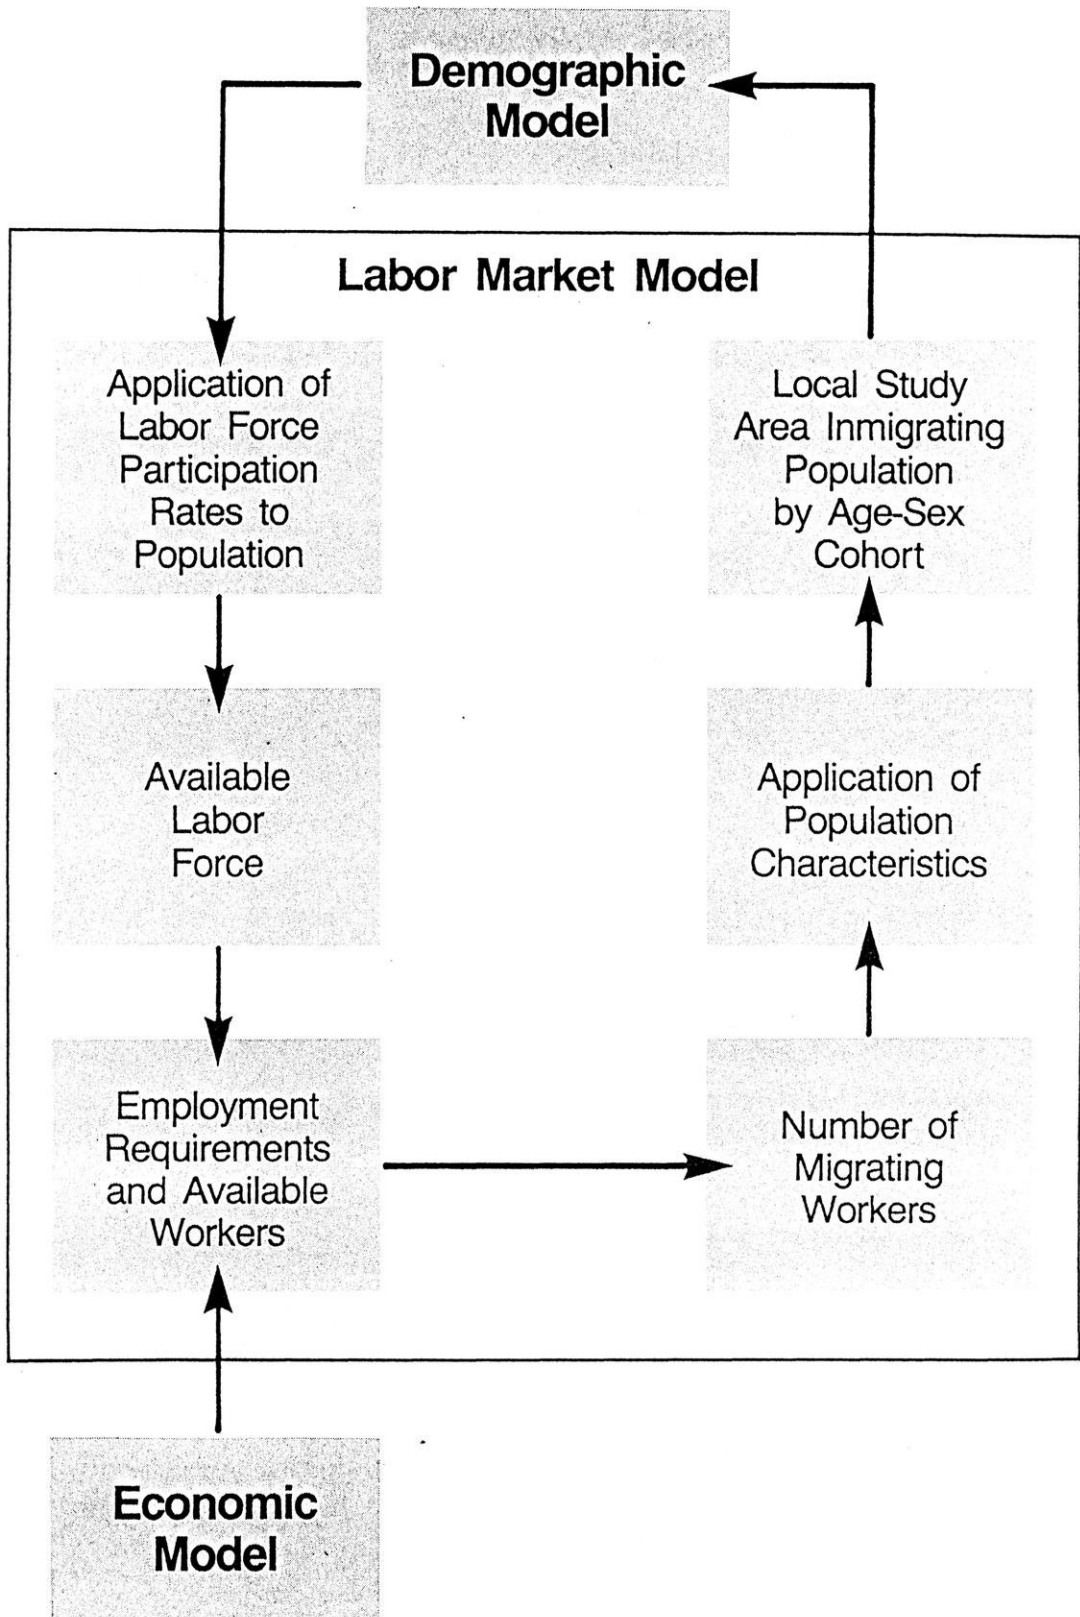 Demographic
Model
Labor Market Model
Application of
Labor Force
Participation
Rates to
Population
Available
Labor
Force
Employment
Requirements
and Available
Workers
Number of
Migrating
Workers
Application of
Population
Characteristics
Local Study
Area Inmigrating
Population
by Age-Sex
Cohort
Economic
Model